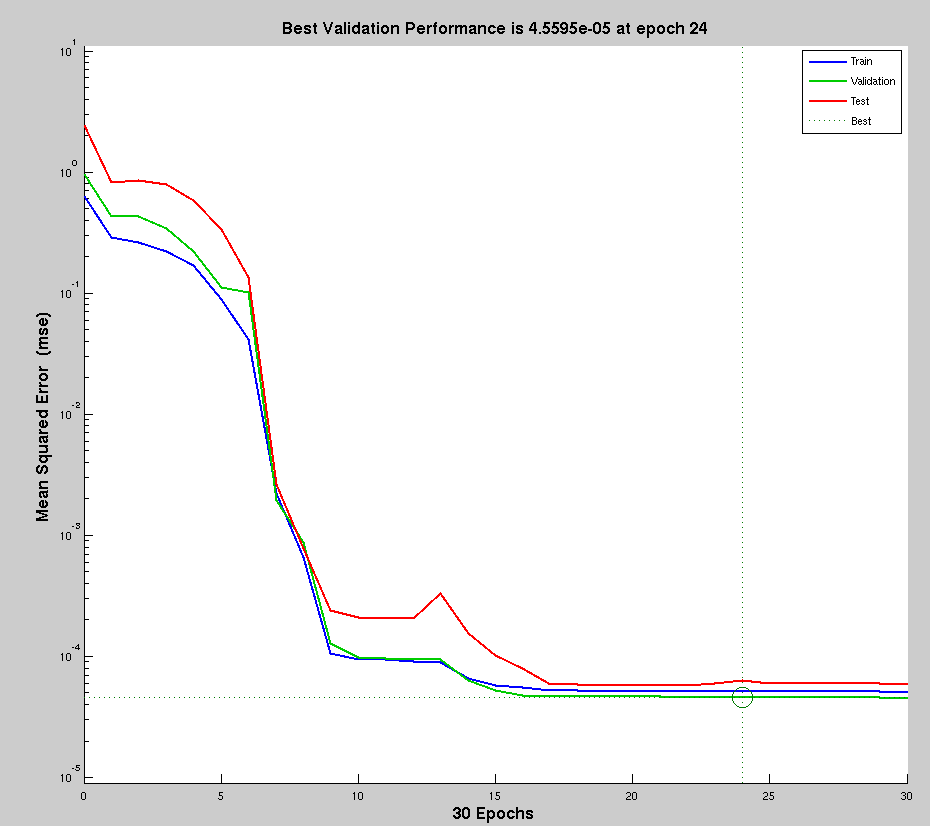 Best Validation Performance is 4.5595e-05 at epoch 24
10^1
10^0
10^-1
10^-2
10^-3
10^-4
10^-5
Mean Squared Error (mse)
Train
Validation
Test
Best
0 5 10 15 20 25 30
30 Epochs